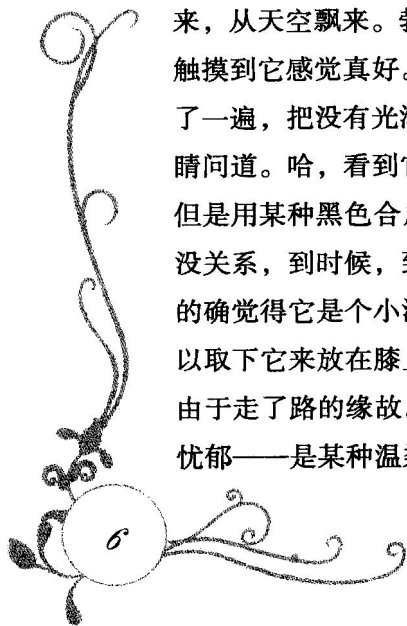 来，从天空飘来。
触摸到它感觉真好。
了一遍，把没有光
睛问道。哈，看到
但是用某种黑色合
没关系，到时候，
的确觉得它是个小
以取下它来放在膝
由于走了路的缘故
忧郁——是某种温
6